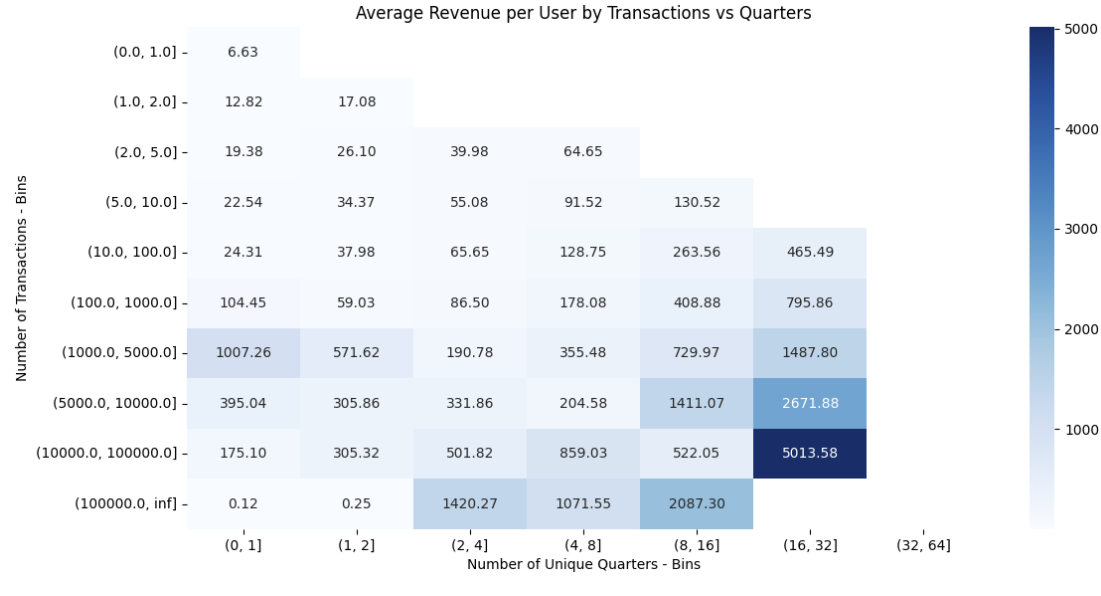 Average Revenue per User by Transactions vs Quarters
5000
(0.0, 1.0] 6.63
(1.0, 2.0] 12.82 17.08
4000
(2.0, 5.0] 19.38 26.10 39.98 64.65
(5.0, 10.0] 22.54 34.37 55.08 91.52 130.52
3000
(10.0, 100.0] 24.31 37.98 65.65 128.75 263.56 465.49
Number of Transactions - Bins
(100.0, 1000.0] 104.45 59.03 86.50 178.08 408.88 795.86
2000
(1000.0, 5000.0] 1007.26 571.62 190.78 355.48 729.97 1487.80
(5000.0, 10000.0] 395.04 305.86 331.86 204.58 1411.07 2671.88
1000
(10000.0, 100000.0] 175.10 305.32 501.82 859.03 522.05 5013.58
(100000.0, inf] 0.12 0.25 1420.27 1071.55 2087.30
(0, 1] (1, 2] (2, 4] (4, 8] (8, 16] (16, 32] (32, 64]
Number of Unique Quarters - Bins